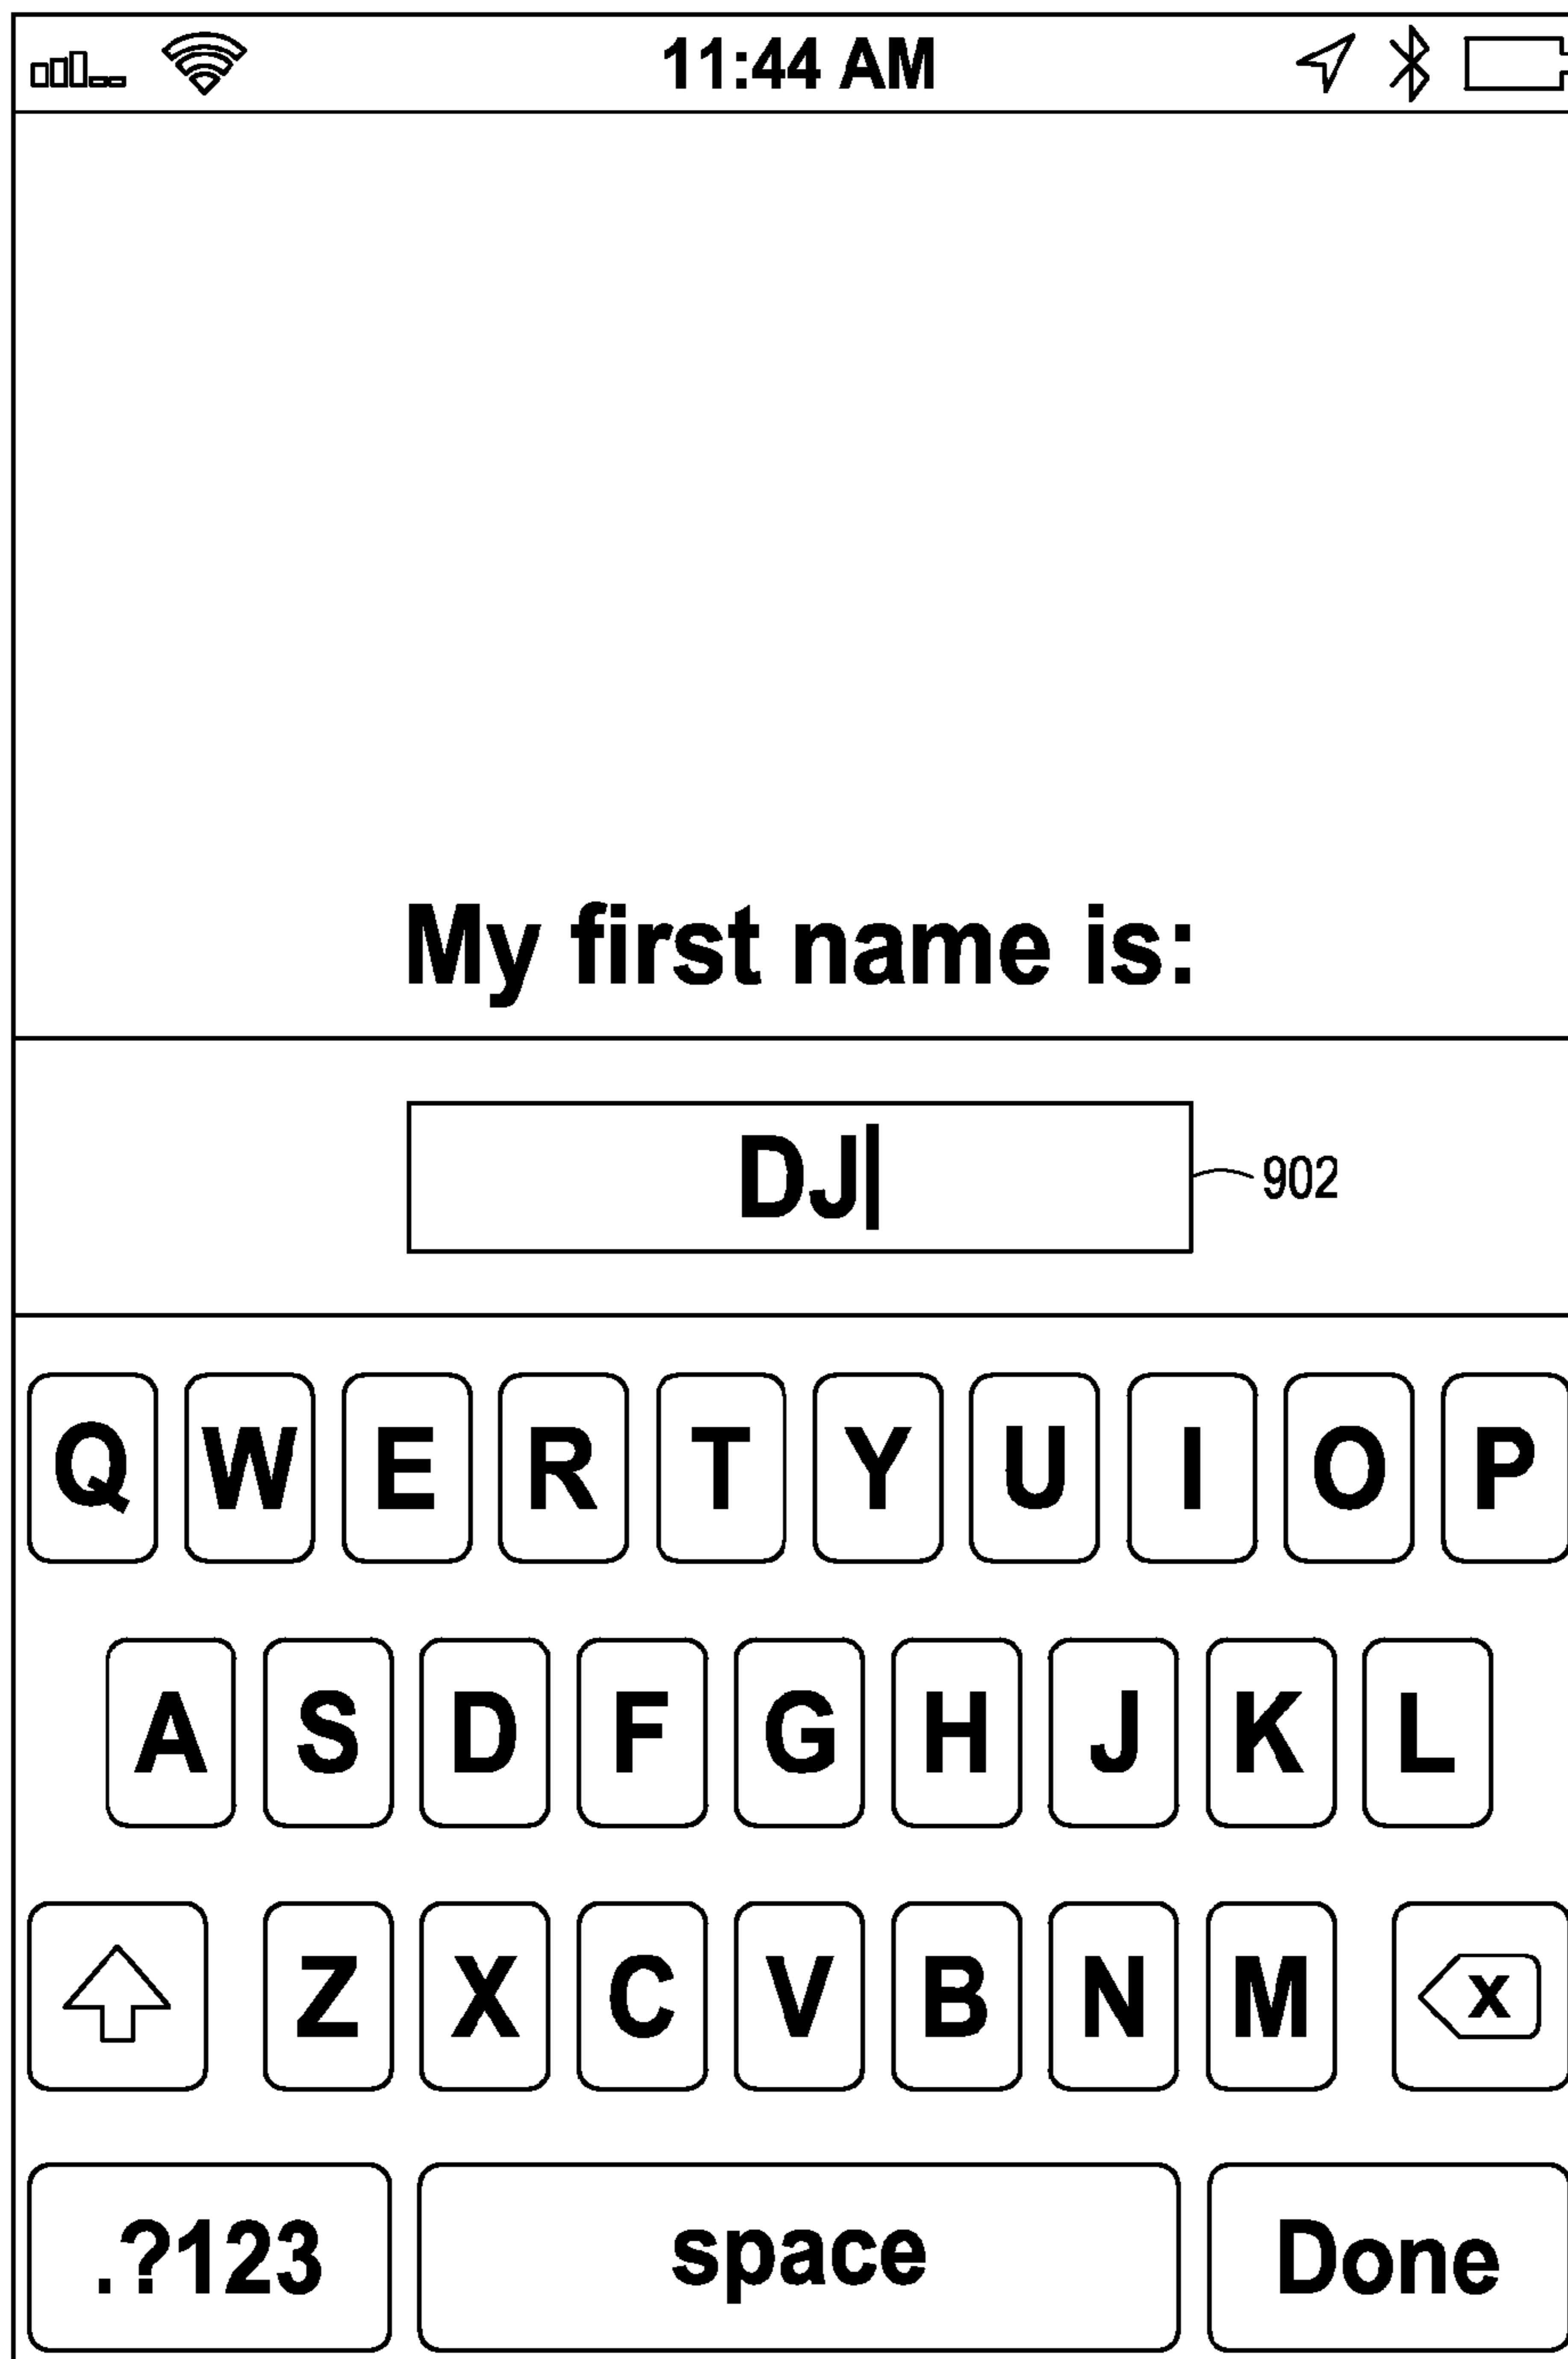 11:44 AM
My first name is:
DJ
902
Q W E R T Y U I O P
A S D F G H J K L
Z X C V B N M X
.?123 space Done